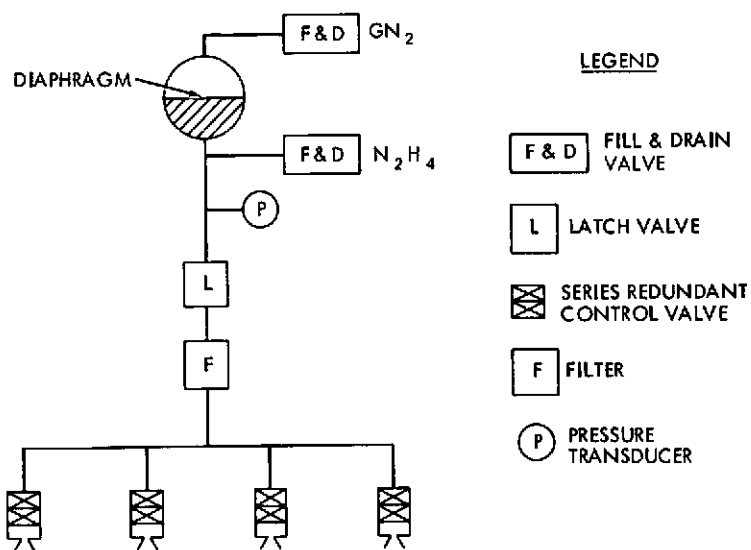 F & D GN₂
DIAPHRAGM
F & D N₂H₄
P
L
F
LEGEND
F & D FILL & DRAIN
VALVE
L LATCH VALVE
SERIES REDUNDANT
CONTROL VALVE
F FILTER
P PRESSURE
TRANSDUCER